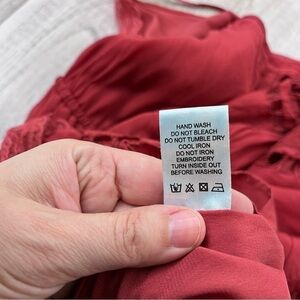 HAND WASH
DO NOT BLEACH
DO NOT TUMBLE DRY
COOL IRON
DO NOT IRON
EMBROIDERY
TURN INSIDE OUT
BEFORE WASHING